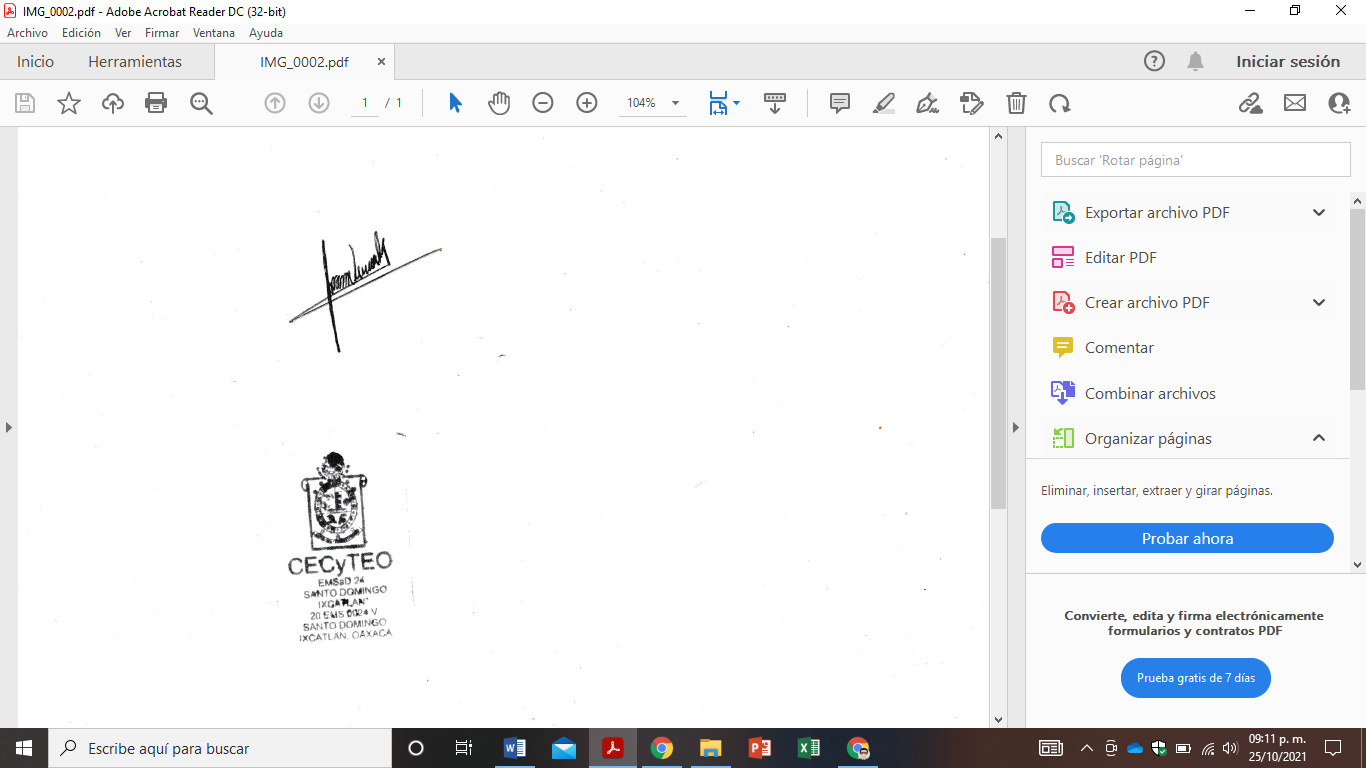 IMG_0002.pdf - Adobe Acrobat Reader DC (32-bit)
Archivo Edición Ver Firmar Ventana Ayuda
Inicio Herramientas IMG_0002.pdf × Iniciar sesión
1 / 1 104%
Buscar 'Rotar página'
Exportar archivo PDF
Editar PDF
Crear archivo PDF
Comentar
Combinar archivos
Organizar páginas
Eliminar, insertar, extraer y girar páginas.
Probar ahora
Convierte, edita y firma electrónicamente
formularios y contratos PDF
Prueba gratis de 7 días
CECyTEO
EMSaD 24
SANTO DOMINGO
IXCATLAN"
20 EMS 0024 V
SANTO DOMINGO
IXCATLÁN, OAXACA
Escribe aquí para buscar
09:11 p. m.
25/10/2021